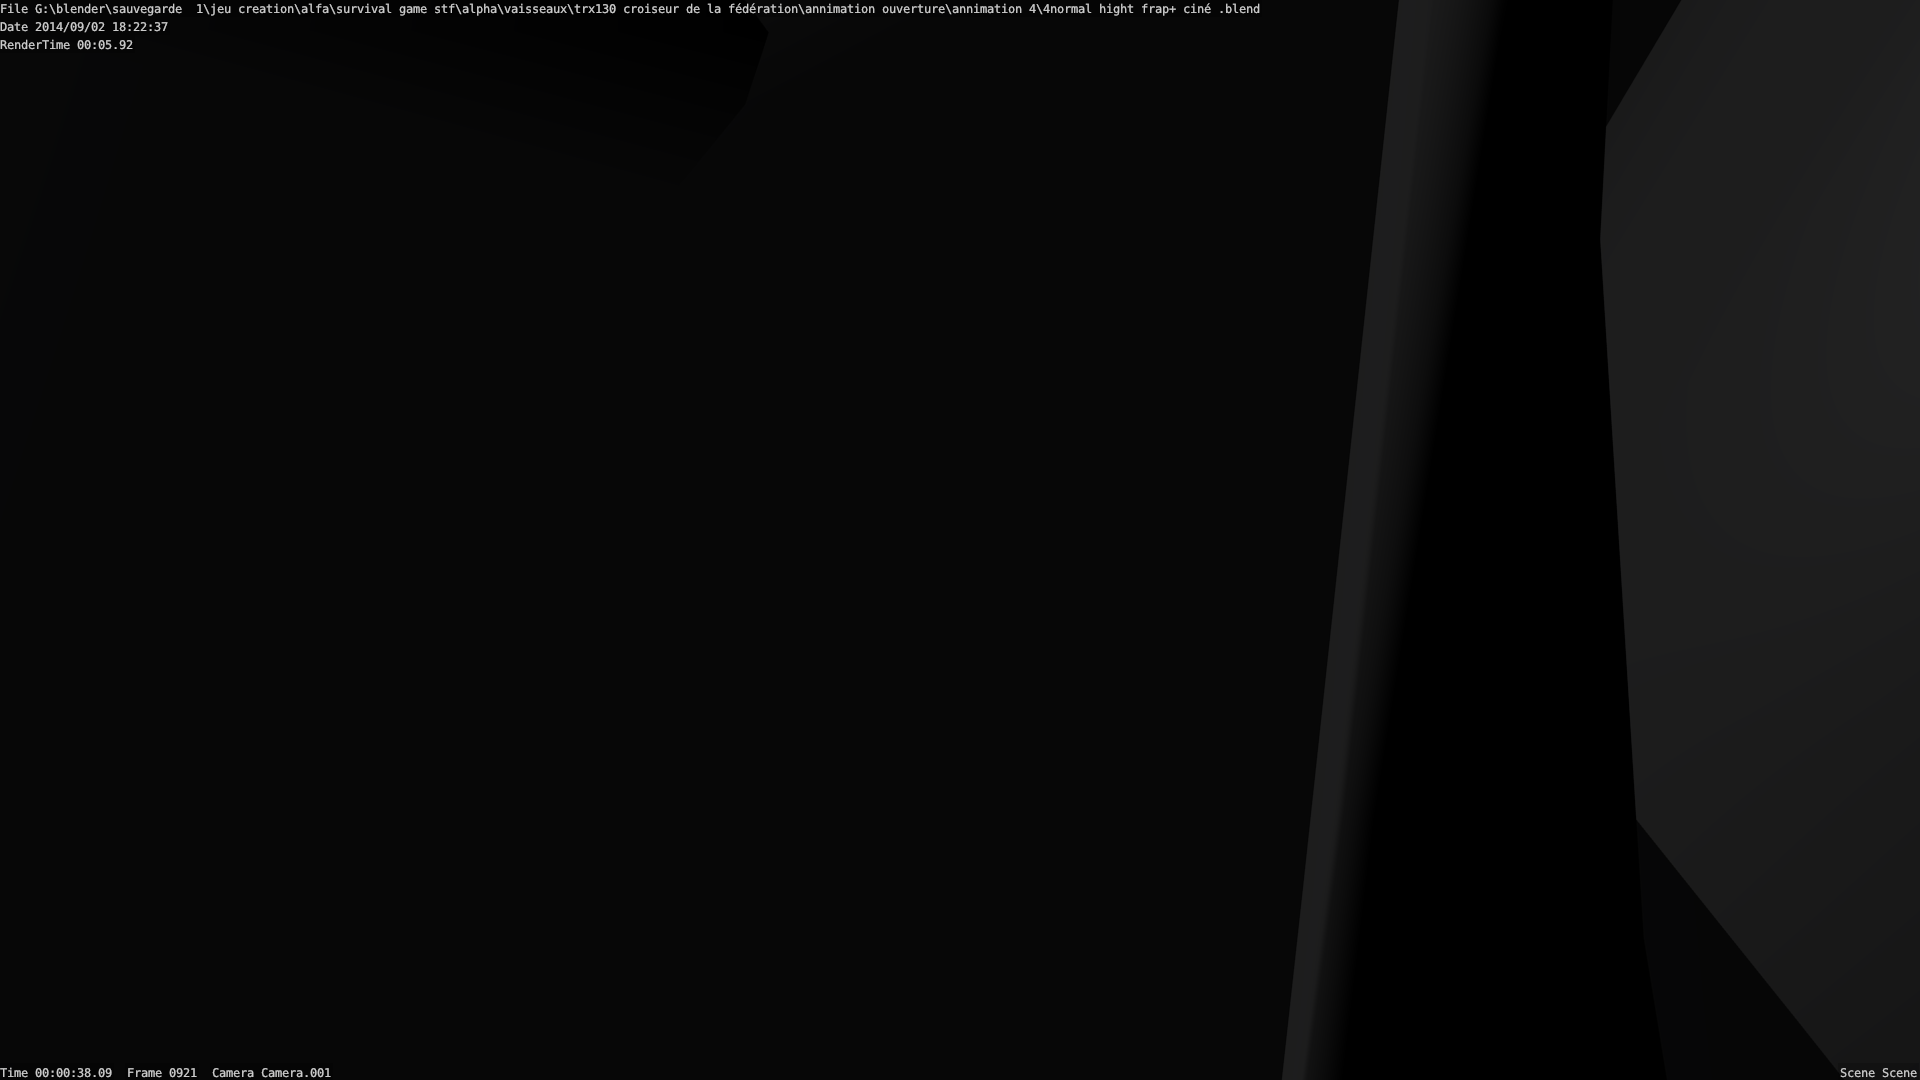 File G:\blender\sauvegarde  1\jeu creation\alfa\survival game stf\alpha\vaisseaux\trx130 croiseur de la fédération\annimation ouverture\annimation 4\4normal hight frap+ ciné .blend
Date 2014/09/02 18:22:37
RenderTime 00:05.92
Time 00:00:38.09  Frame 0921  Camera Camera.001
Scene Scene